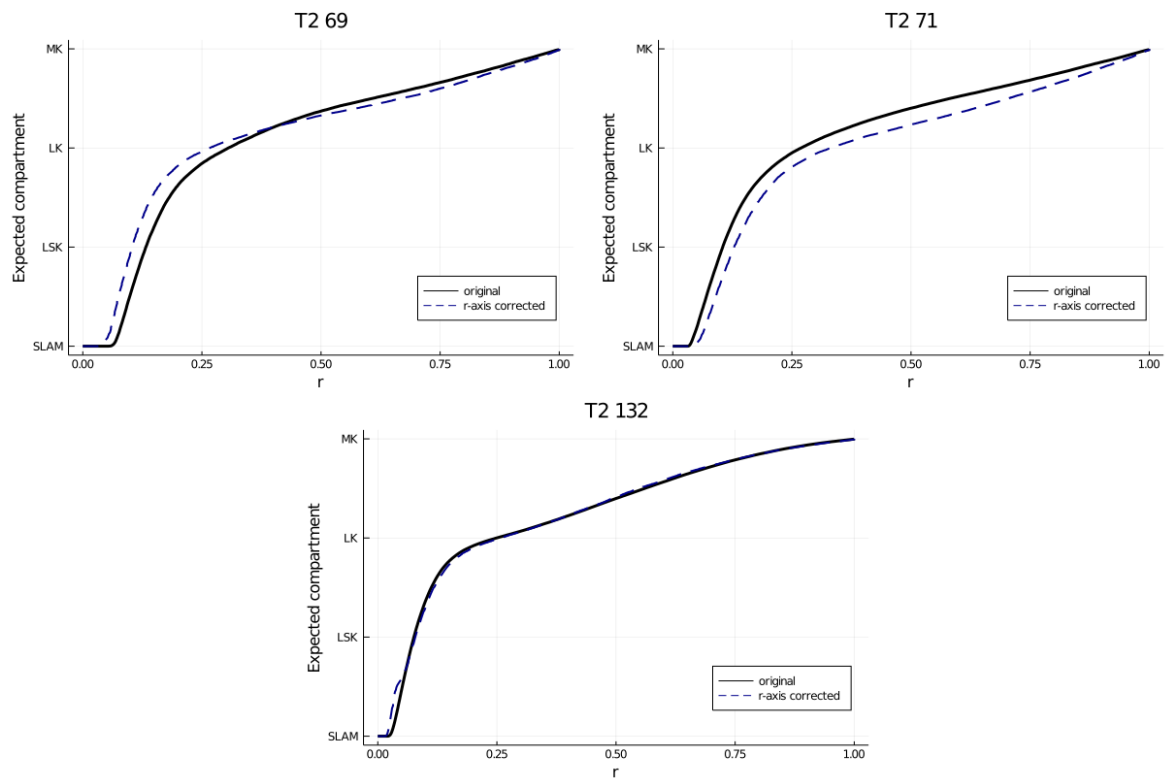 T2 69
MK
LK
LSK
SLAM
Expected compartment
original
r-axis corrected
0.00 0.25 0.50 0.75 1.00
r
T2 71
MK
LK
LSK
SLAM
Expected compartment
original
r-axis corrected
0.00 0.25 0.50 0.75 1.00
r
T2 132
MK
LK
LSK
SLAM
Expected compartment
original
r-axis corrected
0.00 0.25 0.50 0.75 1.00
r